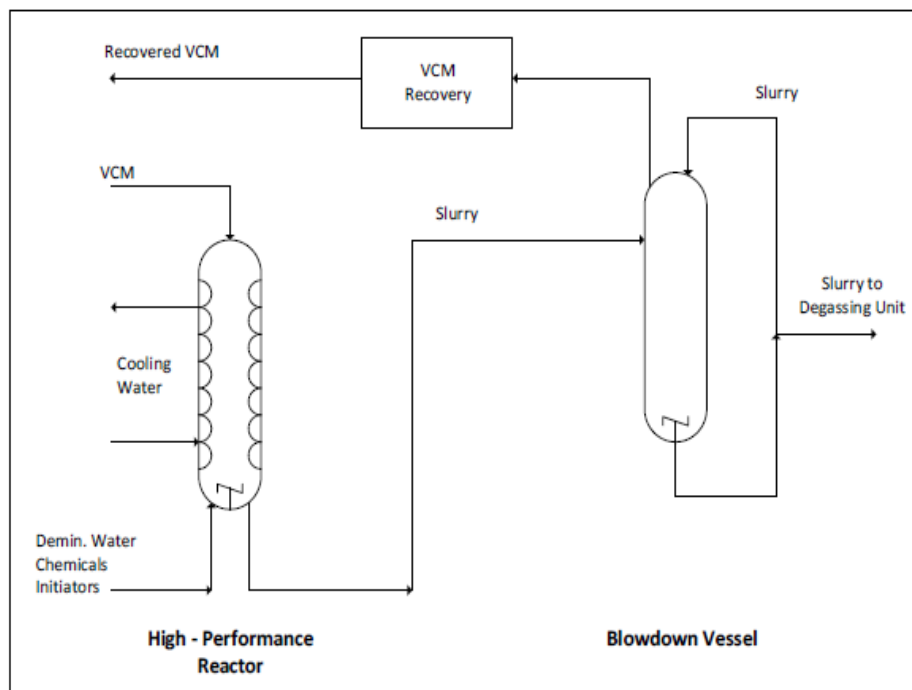 Recovered VCM
VCM
Recovery
Slurry
VCM
Slurry
Slurry to
Degassing Unit
Cooling
Water
Demin. Water
Chemicals
Initiators
High - Performance
Reactor
Blowdown Vessel